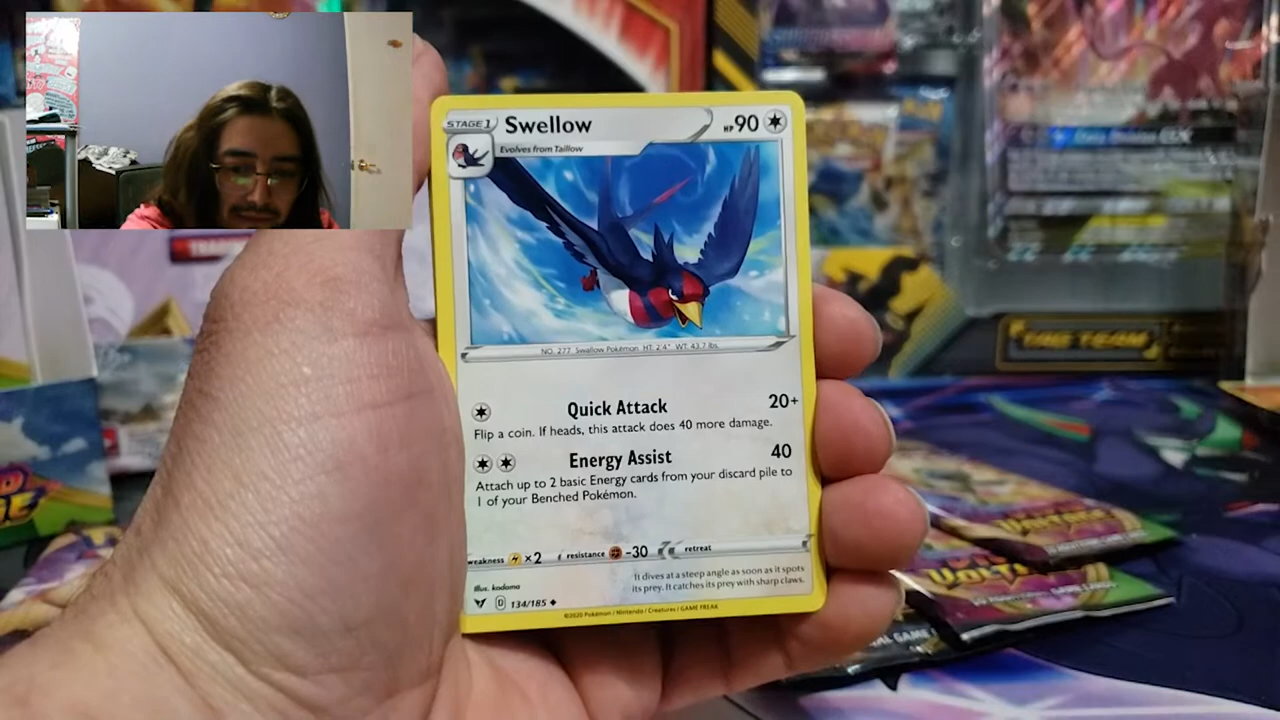 STAGE 1
Swellow
HP 90
Evolves from Taillow
NO. 277 Swallow Pokémon HT: 2'4" WT: 43.7 lbs
Quick Attack 20+
Flip a coin. If heads, this attack does 40 more damage.
Energy Assist 40
Attach up to 2 basic Energy cards from your discard pile to
1 of your Benched Pokémon.
weakness ×2 resistance -30 retreat
Illus. kodama
It dives at a steep angle as soon as it spots
its prey. It catches its prey with sharp claws.
D 134/185
©2020 Pokémon / Nintendo / Creatures / GAME FREAK
VOLTAGE